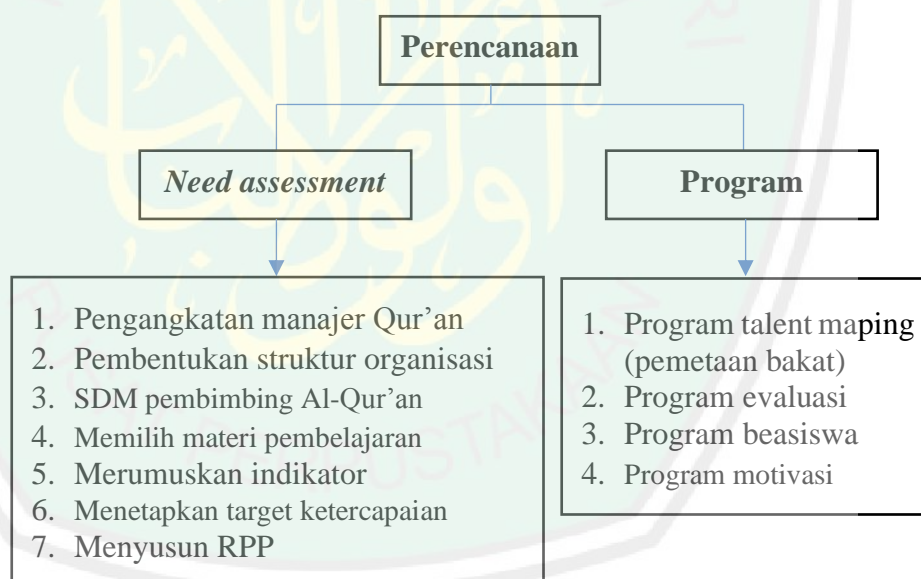 Perencanaan
Need assessment
Program
1. Pengangkatan manajer Qur’an
2. Pembentukan struktur organisasi
3. SDM pembimbing Al-Qur’an
4. Memilih materi pembelajaran
5. Merumuskan indikator
6. Menetapkan target ketercapaian
7. Menyusun RPP
1. Program talent maping
(pemetaan bakat)
2. Program evaluasi
3. Program beasiswa
4. Program motivasi